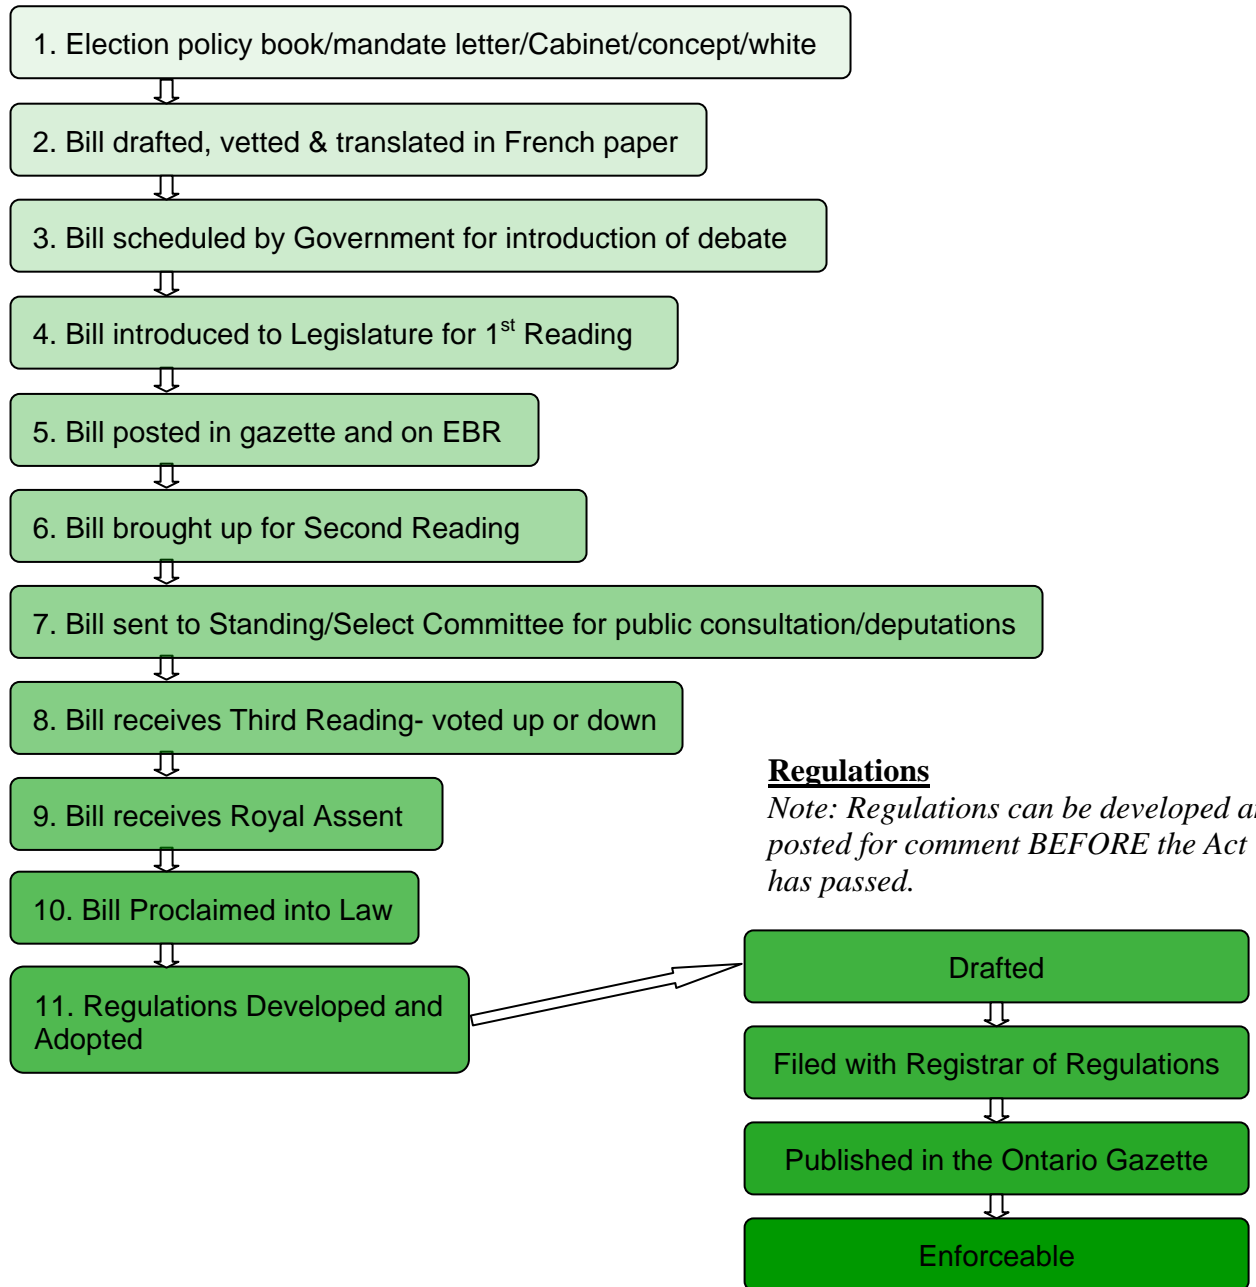 1. Election policy book/mandate letter/Cabinet/concept/white
2. Bill drafted, vetted & translated in French paper
3. Bill scheduled by Government for introduction of debate
4. Bill introduced to Legislature for 1st Reading
5. Bill posted in gazette and on EBR
6. Bill brought up for Second Reading
7. Bill sent to Standing/Select Committee for public consultation/deputations
8. Bill receives Third Reading- voted up or down
9. Bill receives Royal Assent
10. Bill Proclaimed into Law
11. Regulations Developed and
Adopted
Regulations
Note: Regulations can be developed
posted for comment BEFORE the Act
has passed.
Drafted
Filed with Registrar of Regulations
Published in the Ontario Gazette
Enforceable